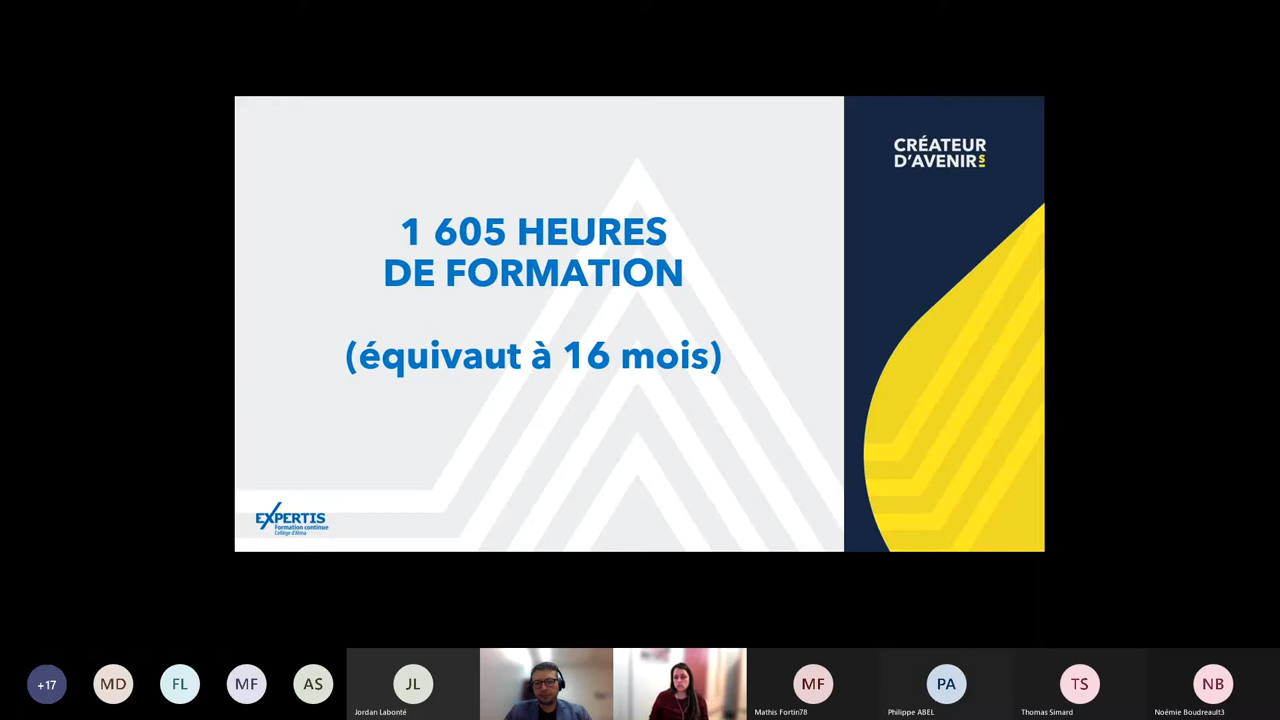 CRÉATEUR
D'AVENIRS
1 605 HEURES
DE FORMATION
(équivaut à 16 mois)
EXPERTIS
Formation continue
Collège d'Alma
+17
MD
FL
MF
AS
JL
Jordan Labonté
MF
Mathis Fortin78
PA
Philippe ABEL
TS
Thomas Simard
NB
Noémie Boudreault3